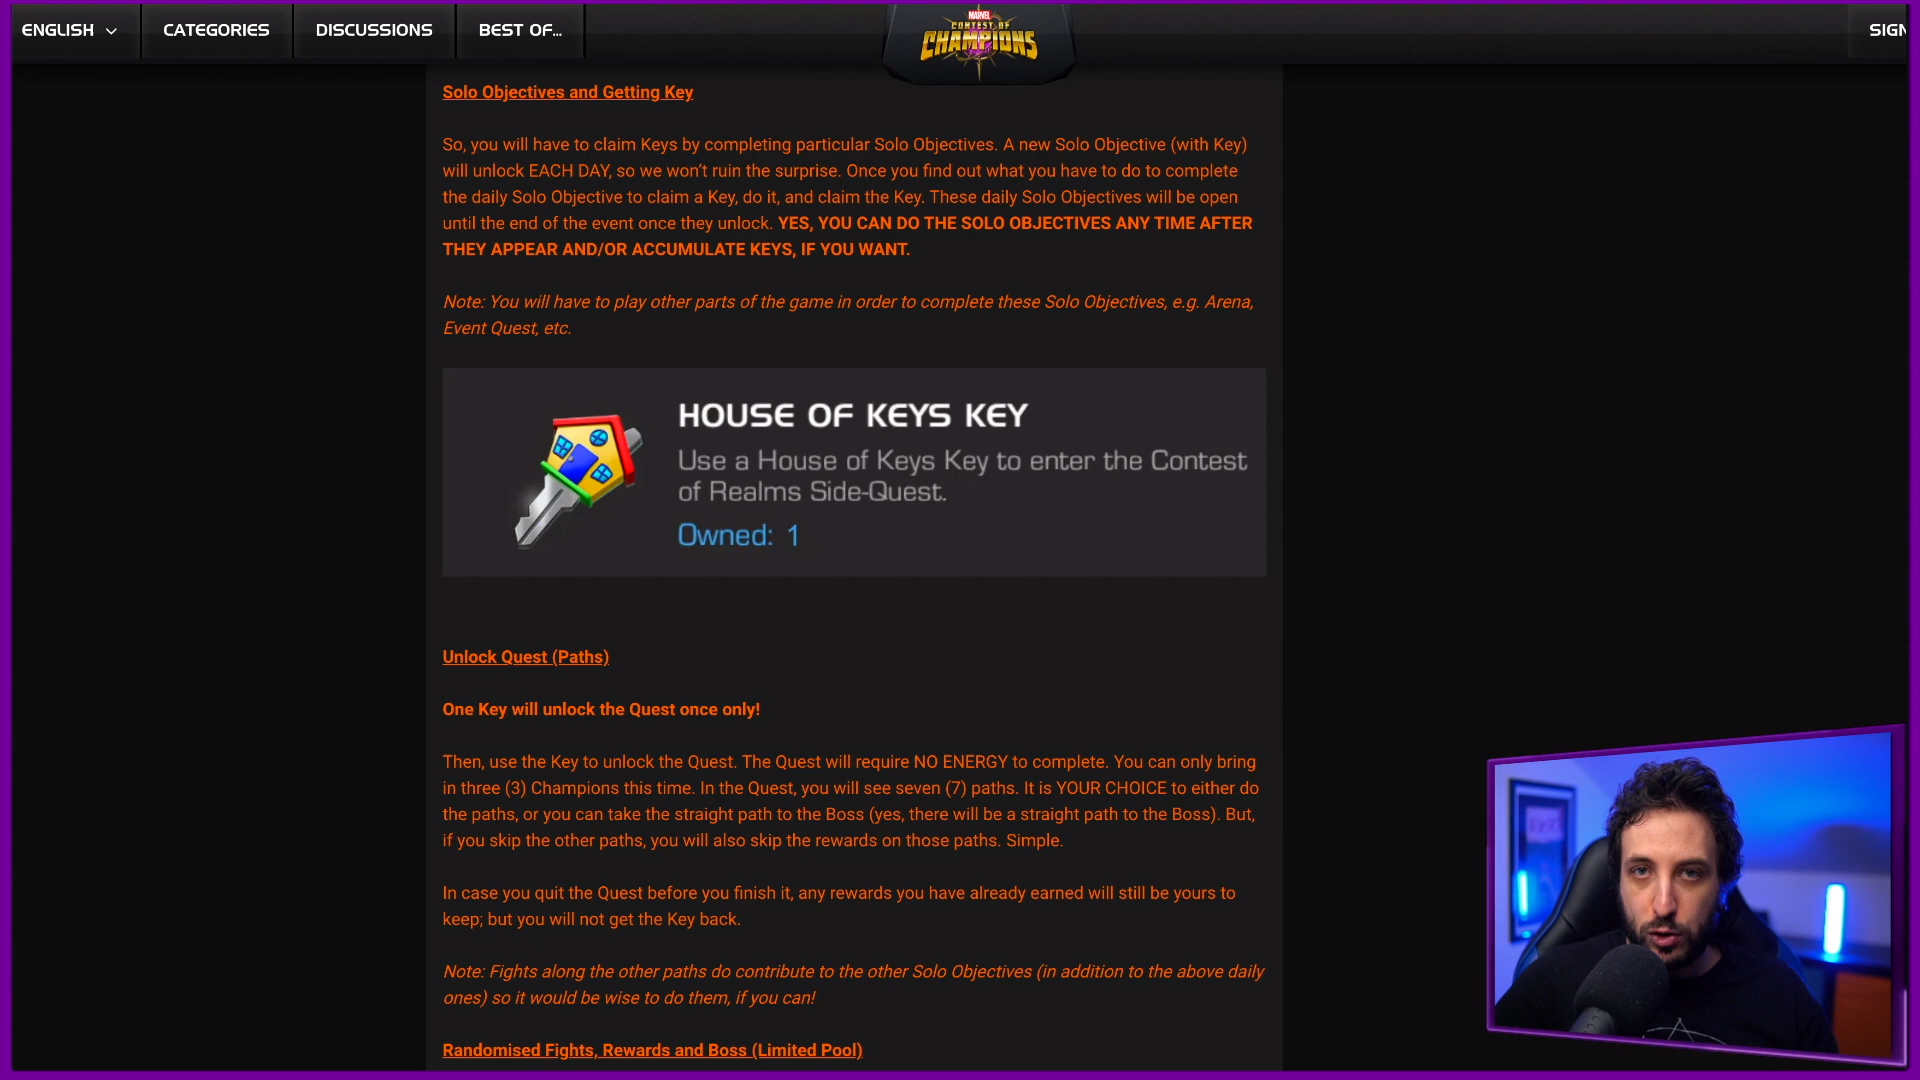 ENGLISH
CATEGORIES
DISCUSSIONS
BEST OF...
MARVEL
CONTEST OF
CHAMPIONS
SIGN
Solo Objectives and Getting Key
So, you will have to claim Keys by completing particular Solo Objectives. A new Solo Objective (with Key)
will unlock EACH DAY, so we won't ruin the surprise. Once you find out what you have to do to complete
the daily Solo Objective to claim a Key, do it, and claim the Key. These daily Solo Objectives will be open
until the end of the event once they unlock. YES, YOU CAN DO THE SOLO OBJECTIVES ANY TIME AFTER
THEY APPEAR AND/OR ACCUMULATE KEYS, IF YOU WANT.
Note: You will have to play other parts of the game in order to complete these Solo Objectives, e.g. Arena,
Event Quest, etc.
HOUSE OF KEYS KEY
Use a House of Keys Key to enter the Contest
of Realms Side-Quest.
Owned: 1
Unlock Quest (Paths)
One Key will unlock the Quest once only!
Then, use the Key to unlock the Quest. The Quest will require NO ENERGY to complete. You can only bring
in three (3) Champions this time. In the Quest, you will see seven (7) paths. It is YOUR CHOICE to either do
the paths, or you can take the straight path to the Boss (yes, there will be a straight path to the Boss). But,
if you skip the other paths, you will also skip the rewards on those paths. Simple.
In case you quit the Quest before you finish it, any rewards you have already earned will still be yours to
keep; but you will not get the Key back.
Note: Fights along the other paths do contribute to the other Solo Objectives (in addition to the above daily
ones) so it would be wise to do them, if you can!
Randomised Fights, Rewards and Boss (Limited Pool)